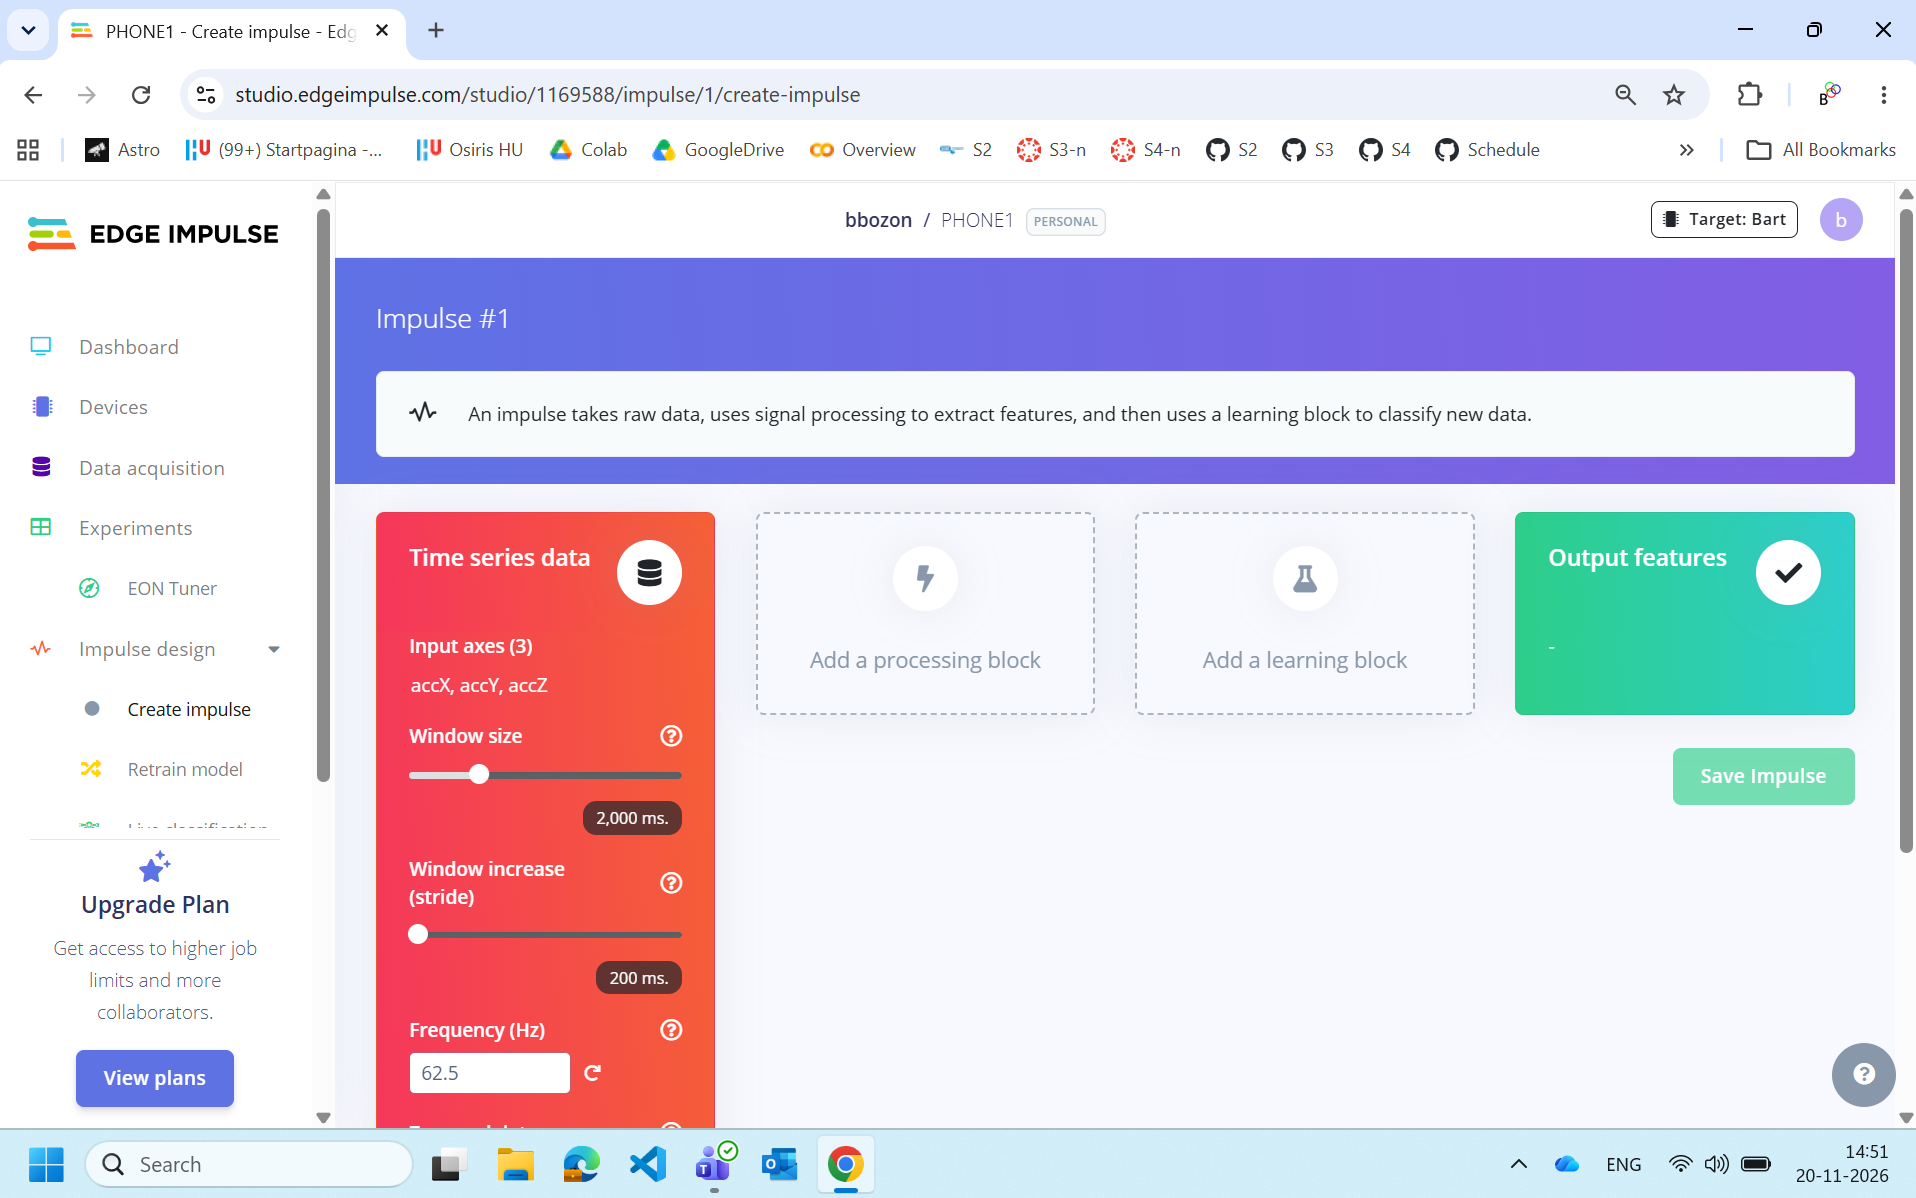 PHONE1 - Create impulse - Edg
studio.edgeimpulse.com/studio/1169588/impulse/1/create-impulse
Astro
(99+) Startpagina -...
Osiris HU
Colab
GoogleDrive
Overview
S2
S3-n
S4-n
S2
S3
S4
Schedule
All Bookmarks
EDGE IMPULSE
bbozon / PHONE1 PERSONAL
Target: Bart
b
Dashboard
Devices
Data acquisition
Experiments
EON Tuner
Impulse design
Create impulse
Retrain model
Live classification
Upgrade Plan
Get access to higher job
limits and more
collaborators.
View plans
Impulse #1
An impulse takes raw data, uses signal processing to extract features, and then uses a learning block to classify new data.
Time series data
Input axes (3)
accX, accY, accZ
Window size
2,000 ms.
Window increase
(stride)
200 ms.
Frequency (Hz)
62.5
Add a processing block
Add a learning block
Output features
-
Save Impulse
Search
ENG
14:51
20-11-2026